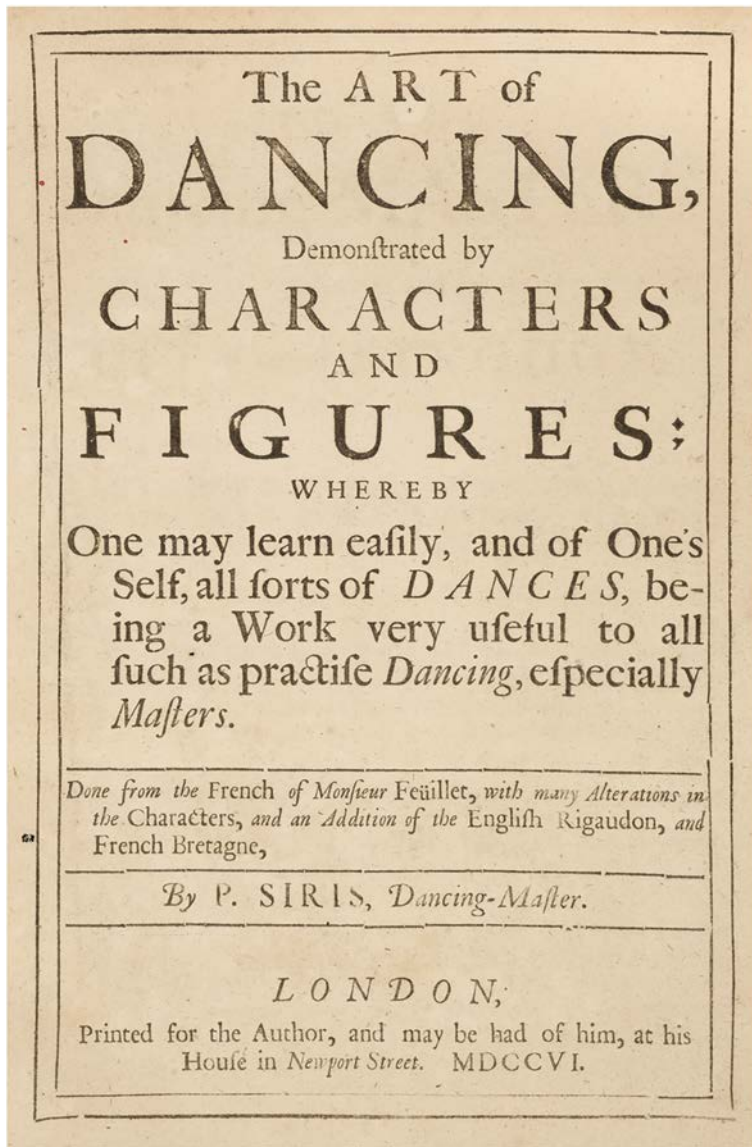 The ART of
DANCING,
Demonſtrated by
CHARACTERS
AND
FIGURES:
WHEREBY
One may learn eaſily, and of One's
Self, all ſorts of DANCES, be-
ing a Work very uſeful to all
ſuch as practiſe Dancing, eſpecially
Maſters.
Done from the French of Monſieur Feüillet, with many Alterations in
the Characters, and an Addition of the Engliſh Rigaudon, and
French Bretagne,
By P. SIRIS, Dancing-Maſter.
LONDON,
Printed for the Author, and may be had of him, at his
Houſe in Newport Street. MDCCVI.